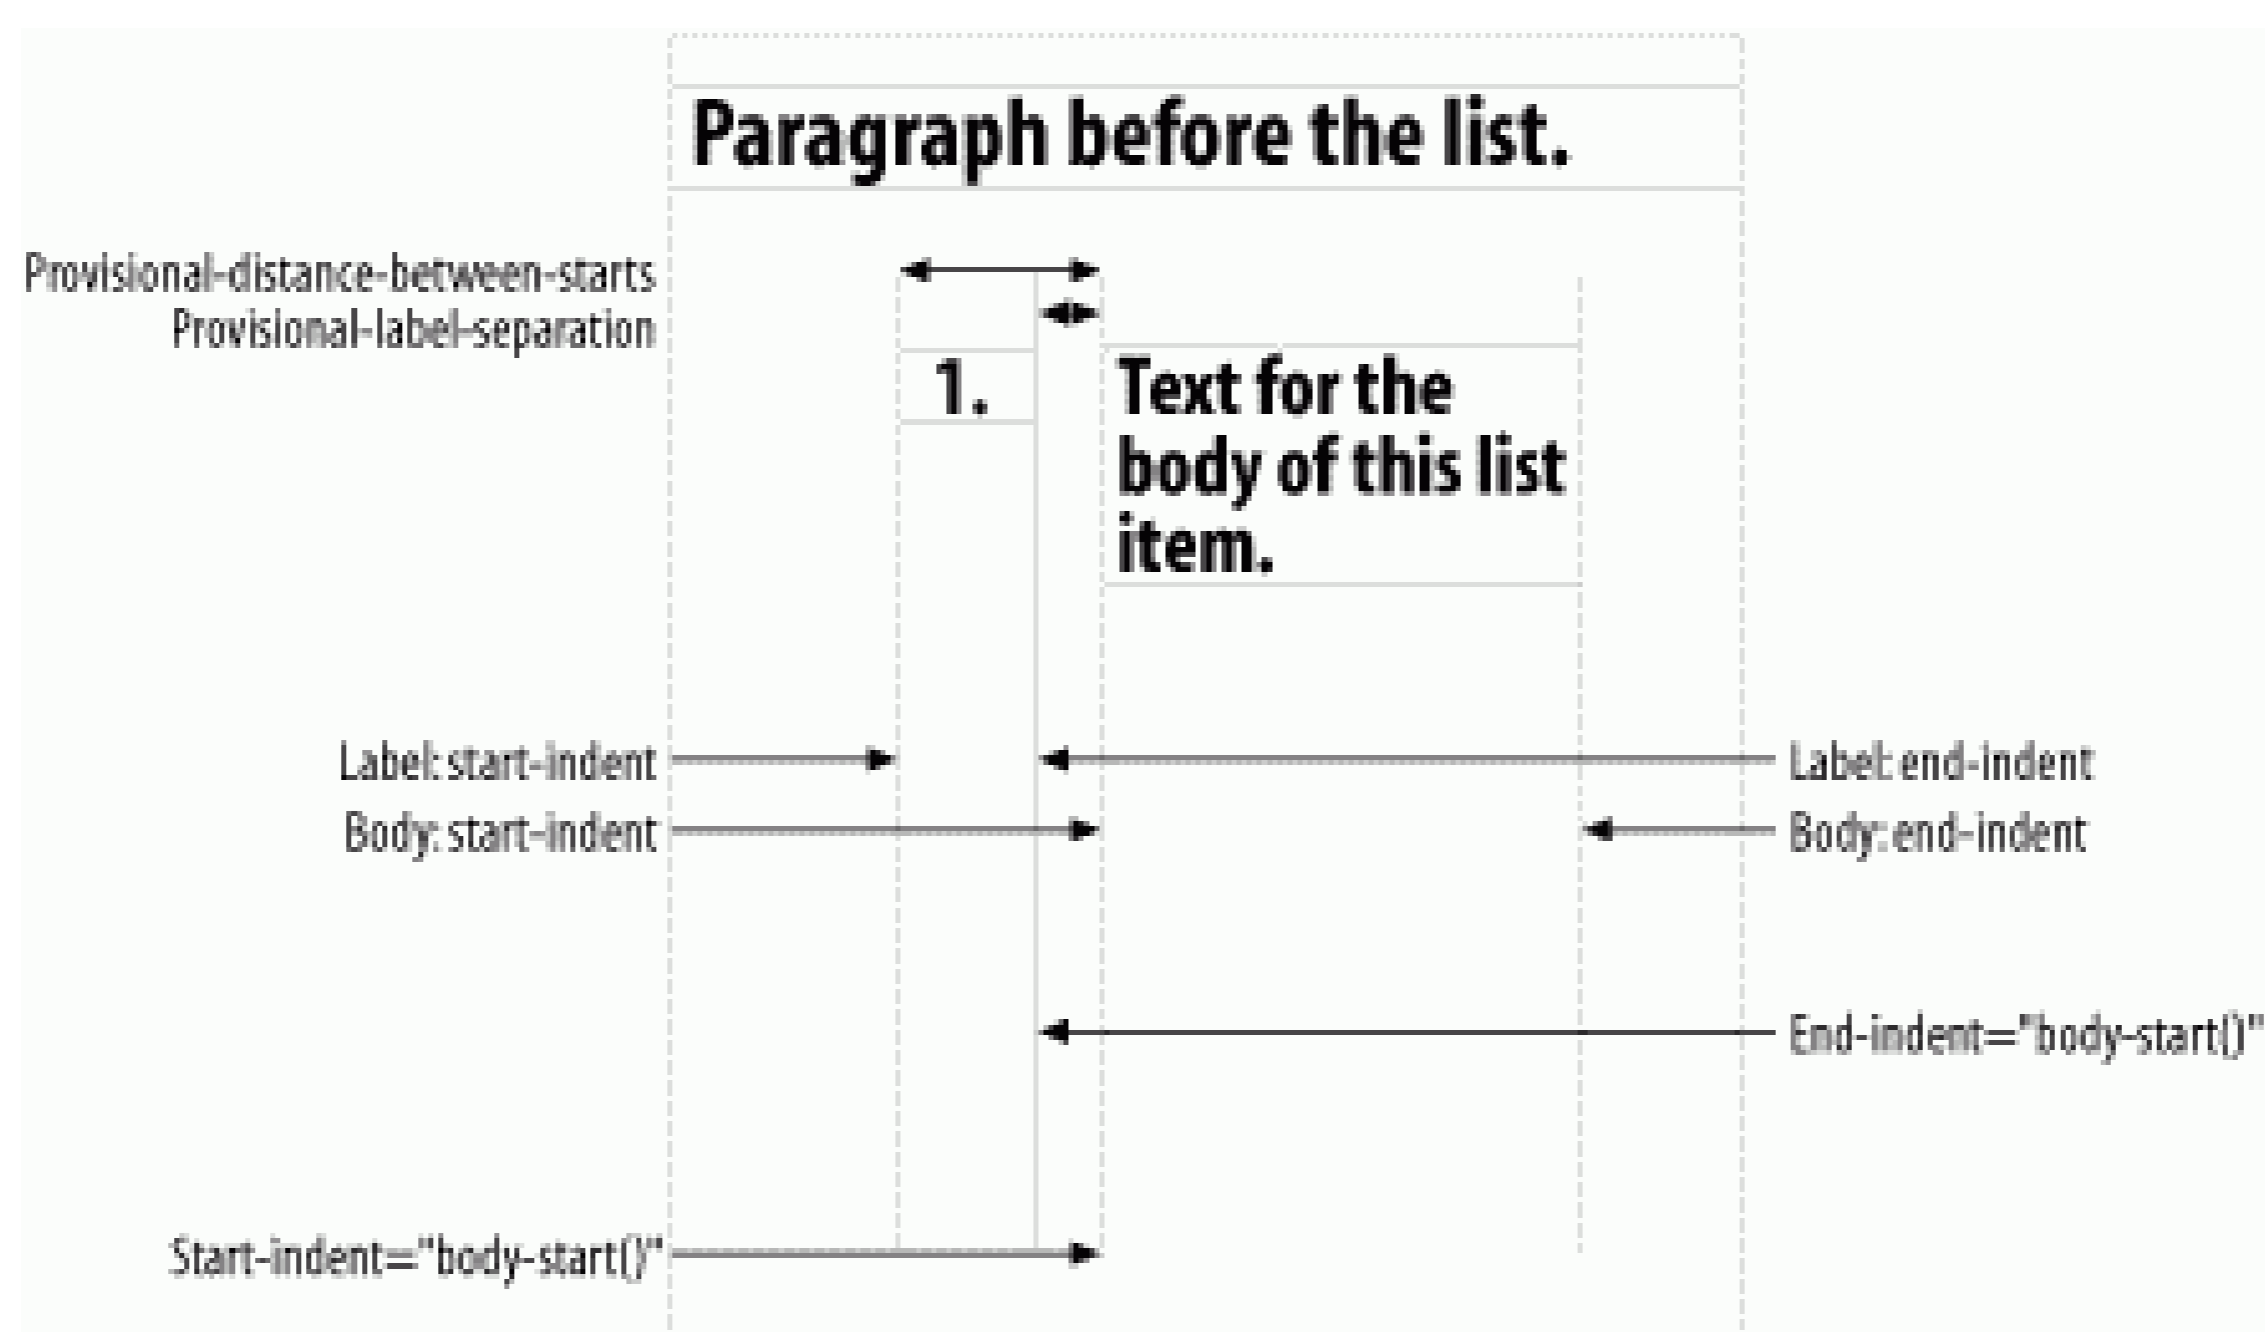 Paragraph before the list.
Provisional-distance-between-starts
Provisional-label-separation
1.
Text for the
body of this list
item.
Label: start-indent
Label: end-indent
Body: start-indent
Body: end-indent
End-indent="body-start()"
Start-indent="body-start()"